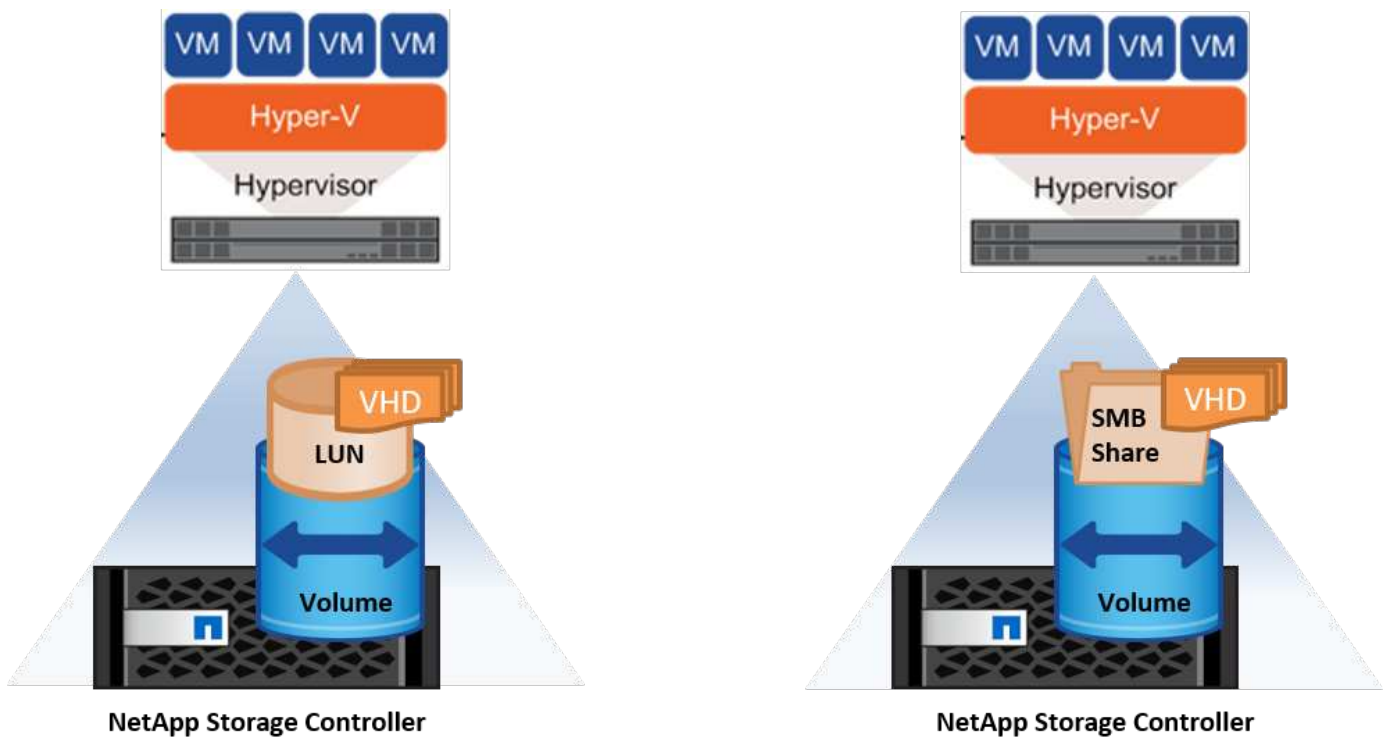 VM VM VM VM
Hyper-V
Hypervisor
VHD
LUN
Volume
NetApp Storage Controller
VM VM VM VM
Hyper-V
Hypervisor
VHD
SMB
Share
Volume
NetApp Storage Controller